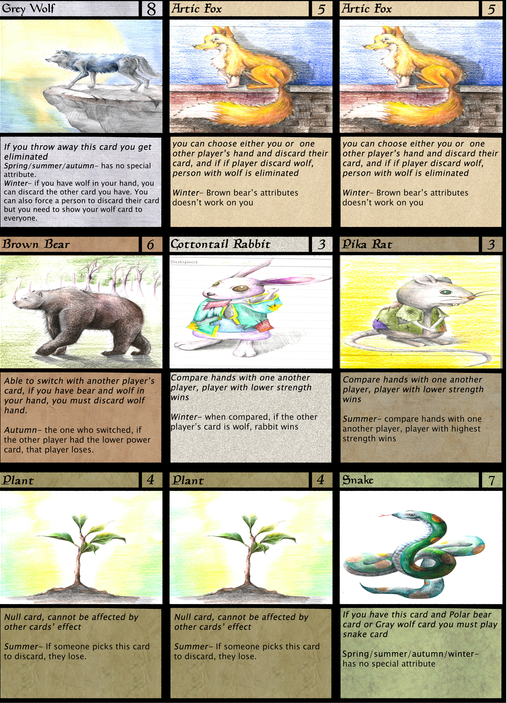 Grey Wolf 8
If you throw away this card you get
eliminated
Spring/summer/autumn- has no special
attribute.
Winter- if you have wolf in your hand, you
can discard the other card you have. You
can also force a person to discard their card
but you need to show your wolf card to
everyone.
Artic Fox 5
you can choose either you or one
other player's hand and discard their
card, and if if player discard wolf,
person with wolf is eliminated
Winter- Brown bear's attributes
doesn't work on you
Artic Fox 5
you can choose either you or one
other player's hand and discard their
card, and if if player discard wolf,
person with wolf is eliminated
Winter- Brown bear's attributes
doesn't work on you
Brown Bear 6
Able to switch with another player's
card, if you have bear and wolf in
your hand, you must discard wolf
hand.
Autumn- the one who switched, if
the other player had the lower power
card, that player loses.
Cottontail Rabbit 3
Compare hands with one another
player, player with lower strength
wins
Winter- when compared, if the other
player's card is wolf, rabbit wins
Pika Rat 3
Compare hands with one another
player, player with lower strength
wins
Summer- compare hands with one
another player, player with highest
strength wins
Plant 4
Null card, cannot be affected by
other cards' effect
Summer- If someone picks this card
to discard, they lose.
Plant 4
Null card, cannot be affected by
other cards' effect
Summer- If someone picks this card
to discard, they lose.
Snake 7
If you have this card and Polar bear
card or Gray wolf card you must play
snake card
Spring/summer/autumn/winter-
has no special attribute